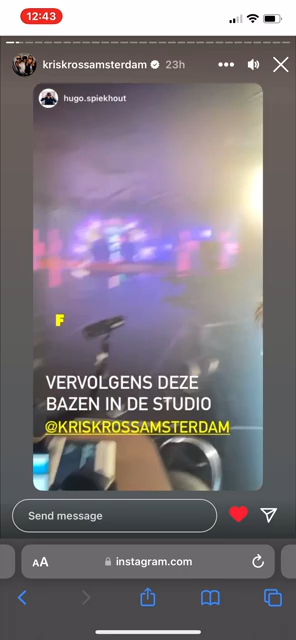 12:43
kriskrossamsterdam 23h
hugo.spiekhout
F
VERVOLGENS DEZE
BAZEN IN DE STUDIO
@KRISKROSSAMSTERDAM
Send message
AA instagram.com